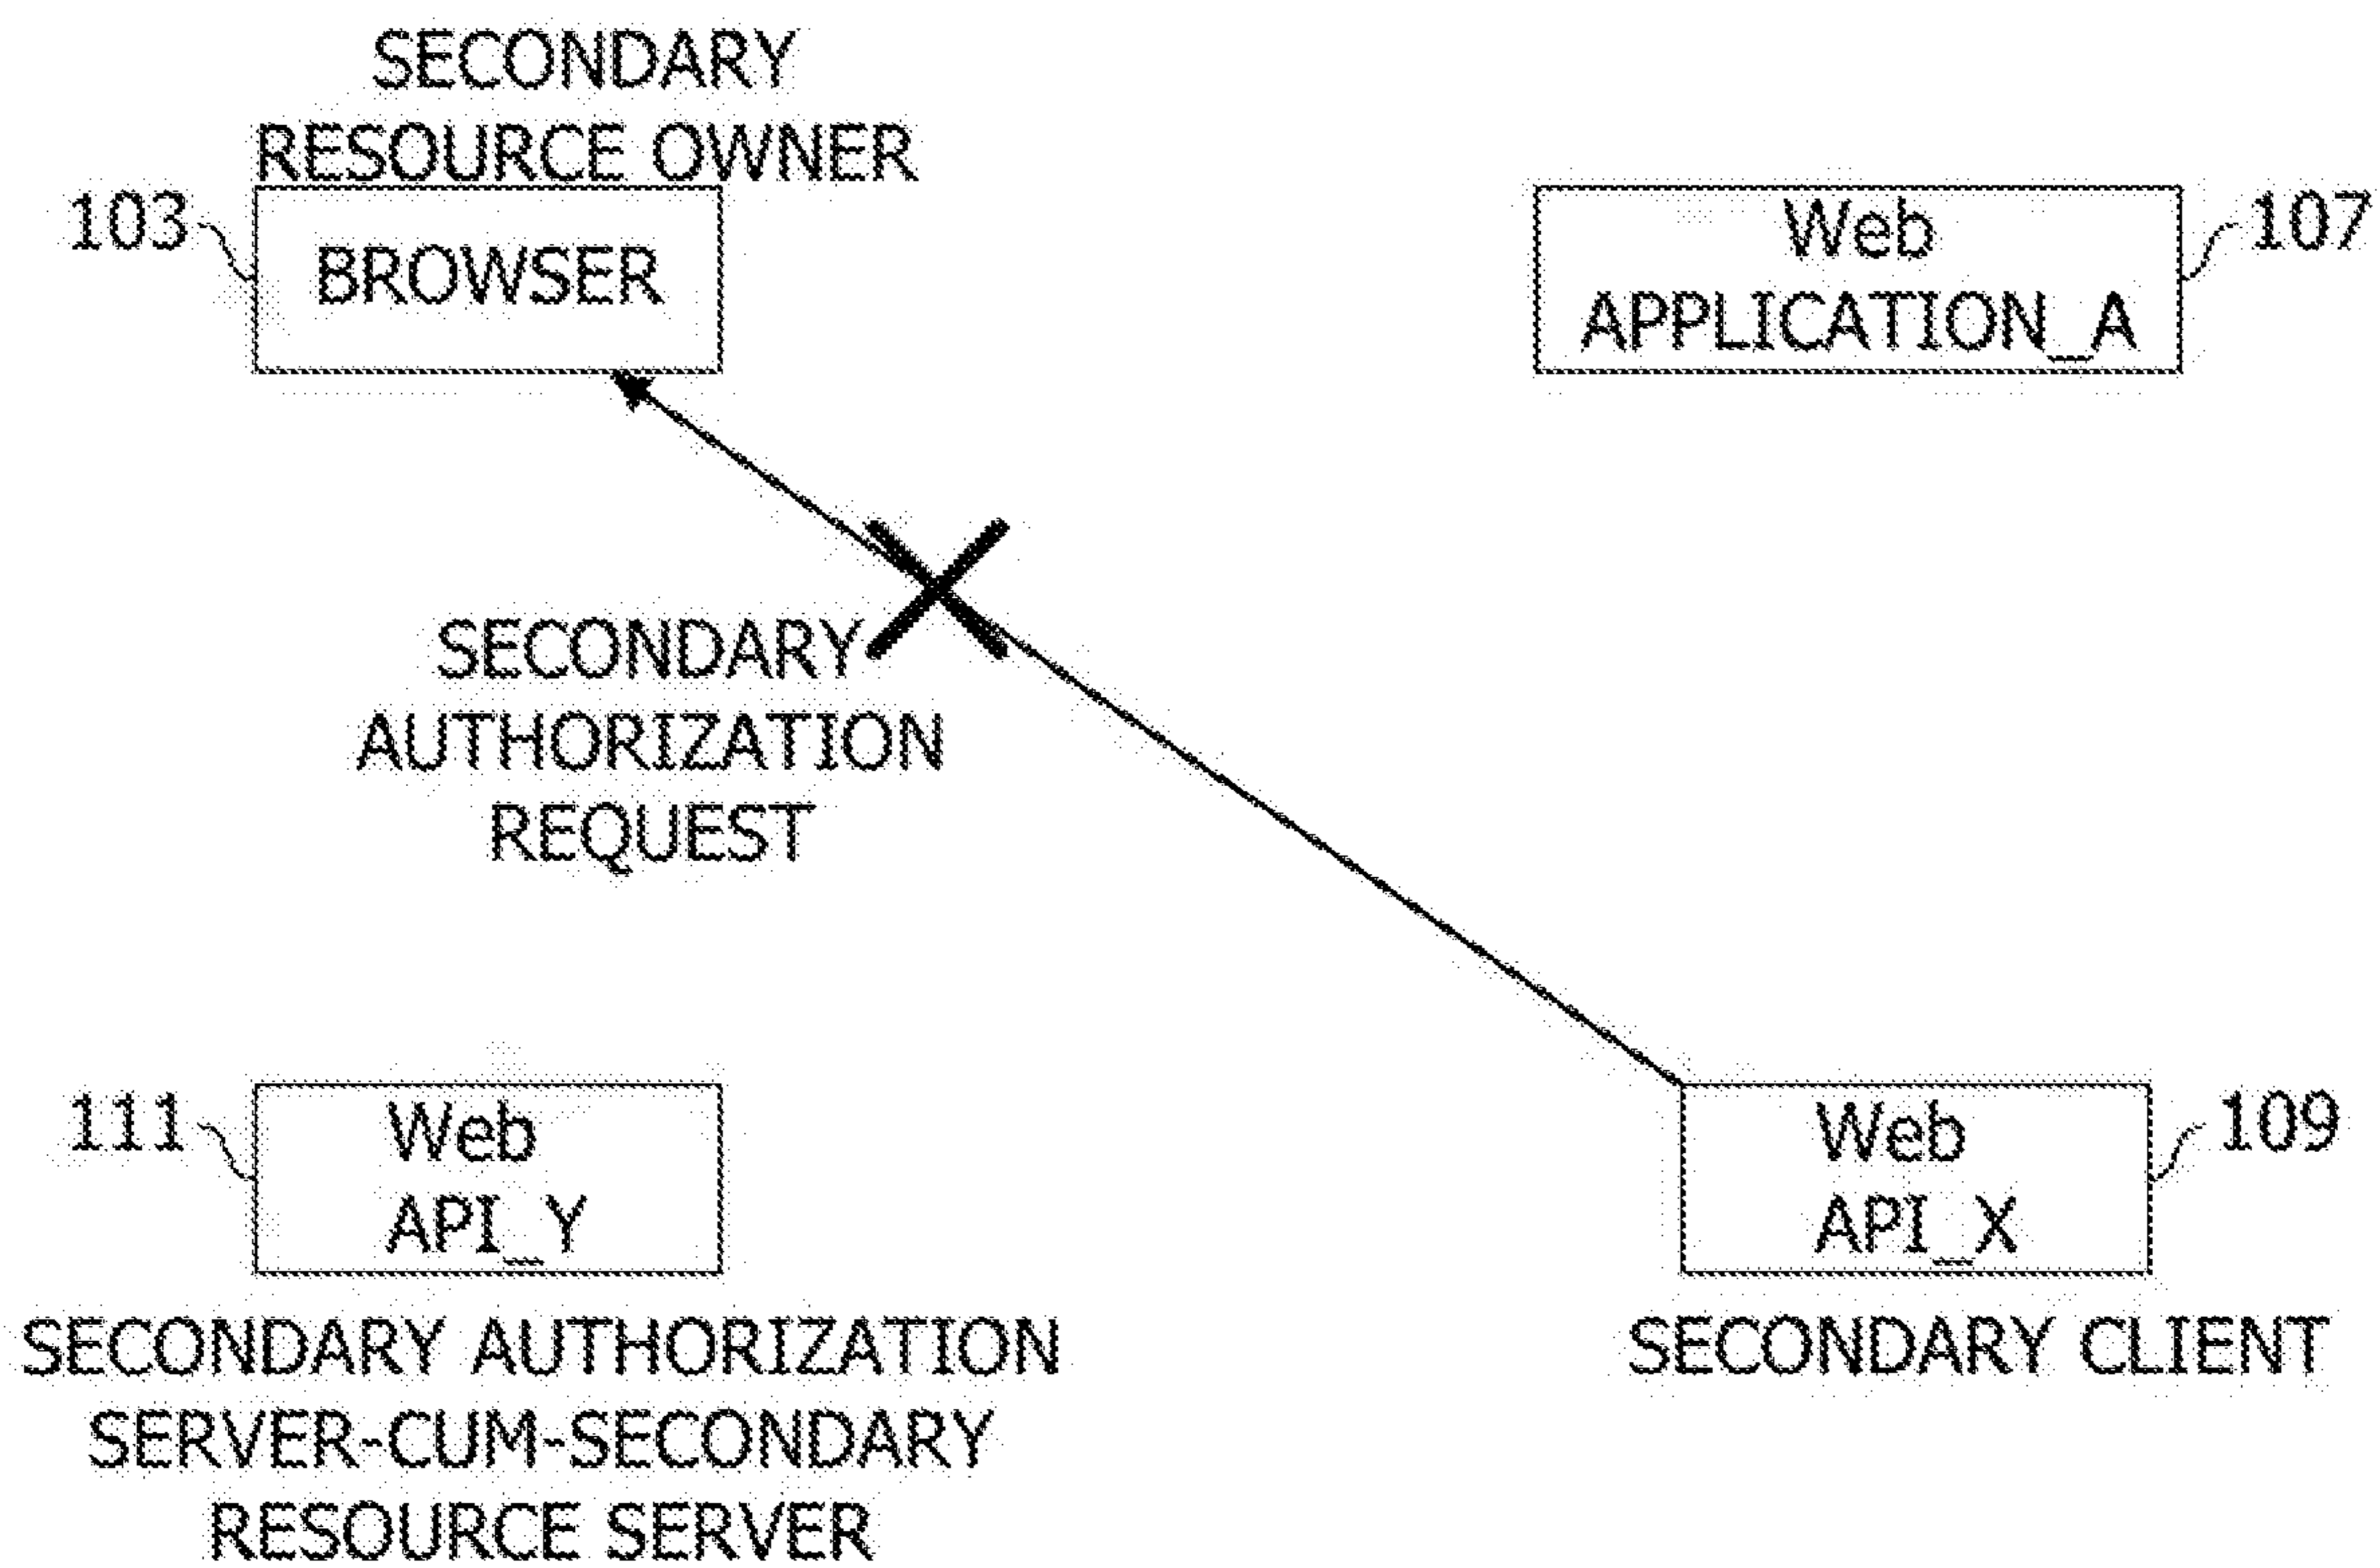 SECONDARY
RESOURCE OWNER
103
BROWSER
Web
APPLICATION_A
107
SECONDARY
AUTHORIZATION
REQUEST
111
Web
API_Y
SECONDARY AUTHORIZATION
SERVER-CUM-SECONDARY
RESOURCE SERVER
Web
API_X
109
SECONDARY CLIENT